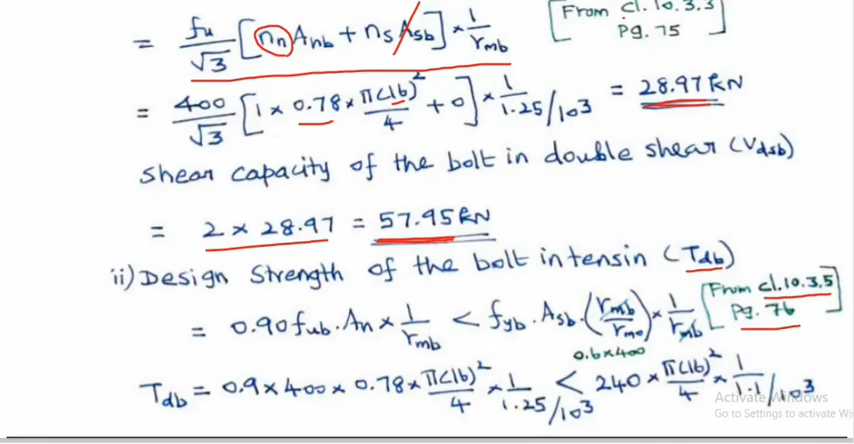 = fu/√3 [nn Anb + ns Asb] × 1/γmb [From cl. 10.3.3 Pg. 75]
= 400/√3 [1 × 0.78 × π(16)²/4 + 0] × 1/1.25 /10³ = 28.97 kN
shear capacity of the bolt in double shear (Vdsb)
= 2 × 28.97 = 57.95 kN
ii) Design Strength of the bolt in tensin (Tdb)
= 0.90 fub. An × 1/γmb < fyb. Asb. (γmb/γmo) × 1/γmb [From cl. 10.3.5 Pg. 76]
0.6×400
Tdb = 0.9 × 400 × 0.78 × π(16)²/4 × 1/1.25 /10³ < 240 × π(16)²/4 × 1/1.1 /10³
Activate Windows
Go to Settings to activate Wi